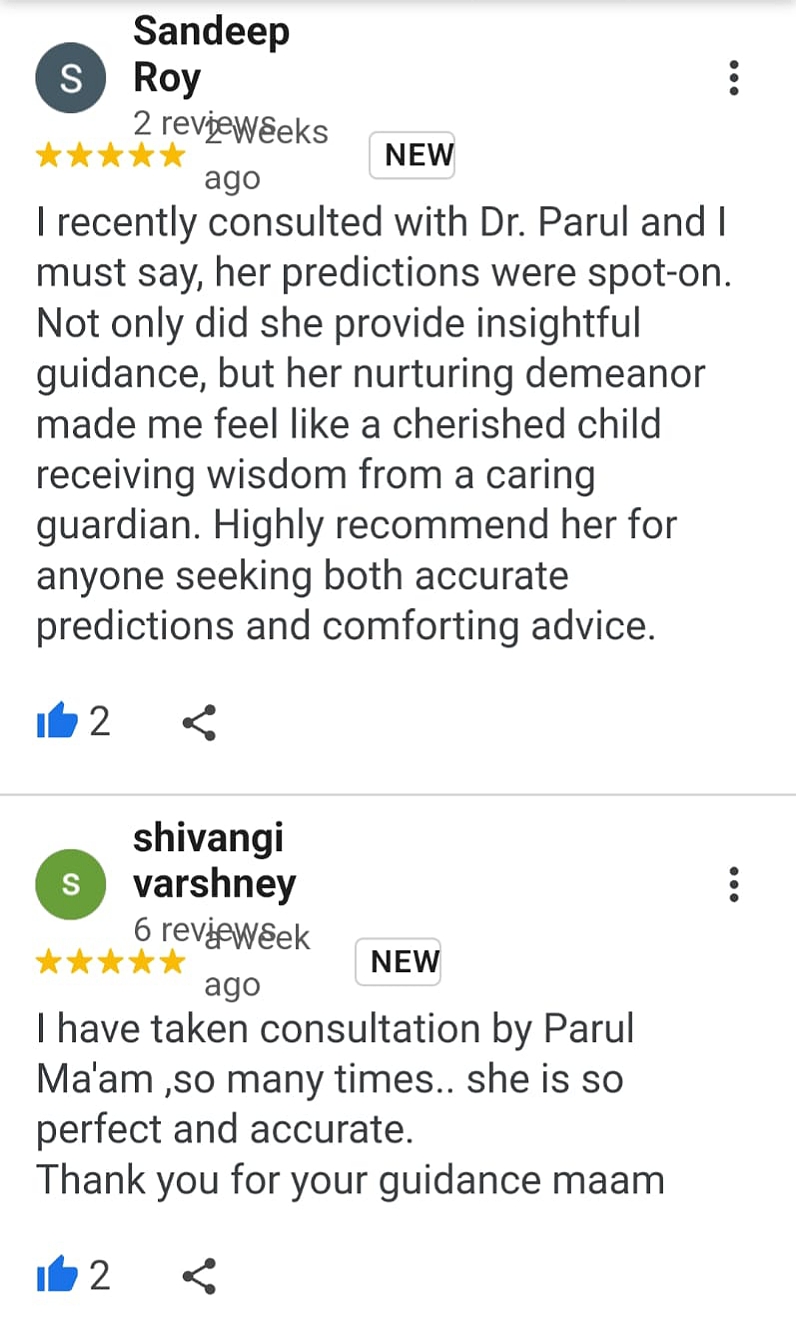 Sandeep
Roy
S
2 reviews
2 weeks
ago
NEW
I recently consulted with Dr. Parul and I
must say, her predictions were spot-on.
Not only did she provide insightful
guidance, but her nurturing demeanor
made me feel like a cherished child
receiving wisdom from a caring
guardian. Highly recommend her for
anyone seeking both accurate
predictions and comforting advice.
2
shivangi
varshney
s
6 reviews
a week
ago
NEW
I have taken consultation by Parul
Ma'am ,so many times.. she is so
perfect and accurate.
Thank you for your guidance maam
2